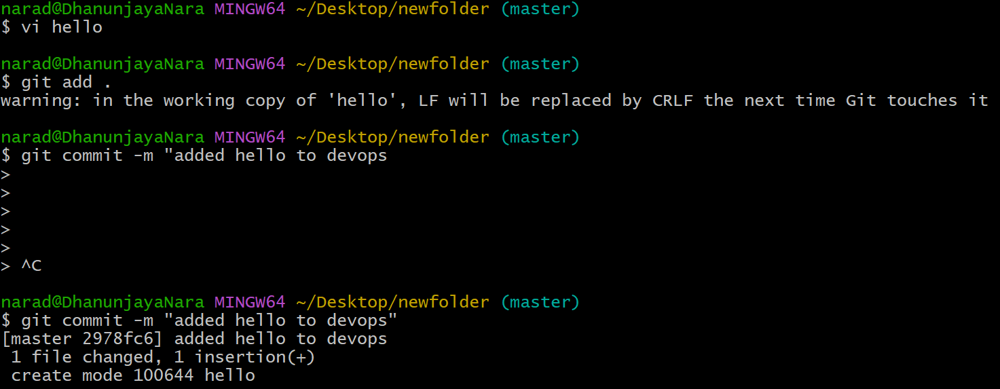 narad@DhanunjayaNara MINGW64 ~/Desktop/newfolder (master)
$ vi hello
narad@DhanunjayaNara MINGW64 ~/Desktop/newfolder (master)
$ git add .
warning: in the working copy of 'hello', LF will be replaced by CRLF the next time Git touches it
narad@DhanunjayaNara MINGW64 ~/Desktop/newfolder (master)
$ git commit -m "added hello to devops
>
>
>
>
>
> ^C
narad@DhanunjayaNara MINGW64 ~/Desktop/newfolder (master)
$ git commit -m "added hello to devops"
[master 2978fc6] added hello to devops
 1 file changed, 1 insertion(+)
 create mode 100644 hello